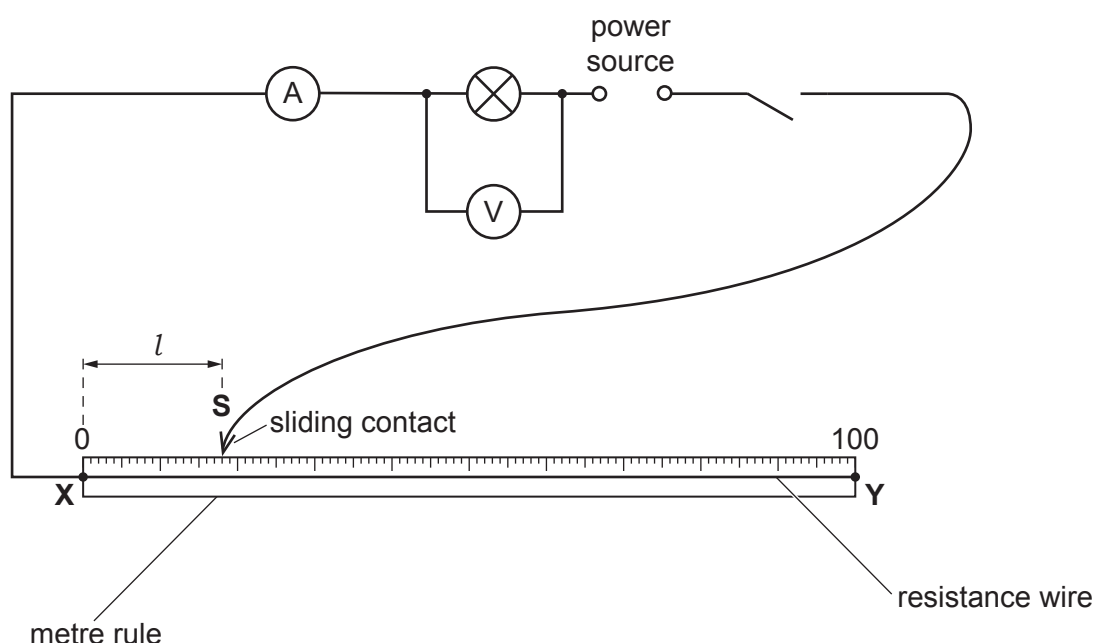 power
source
A
V
l
S
sliding contact
0
100
X
Y
resistance wire
metre rule